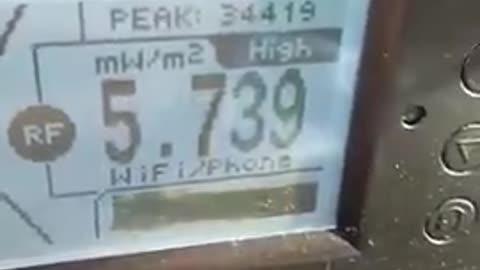 PEAK: 34419
mW/m2 High
RF 5.739
WiFi/Phone